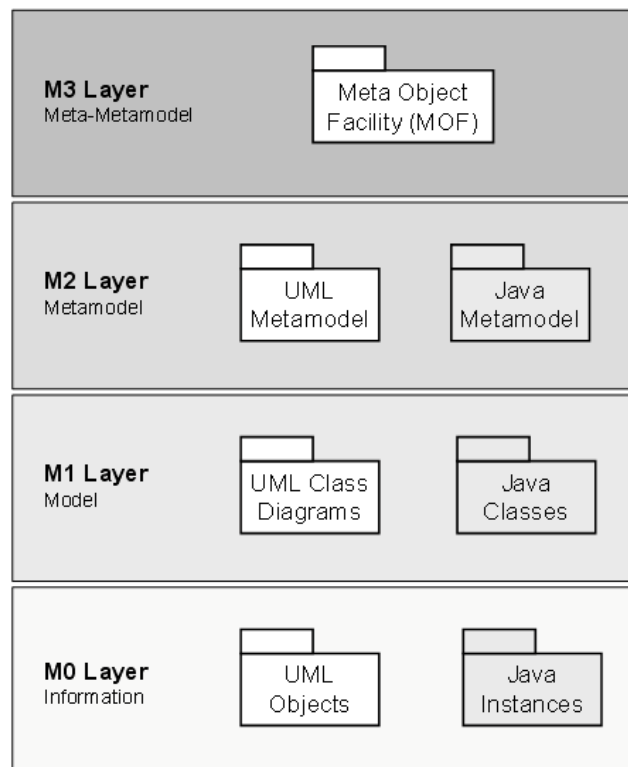 M3 Layer
Meta-Metamodel
Meta Object
Facility (MOF)
M2 Layer
Metamodel
UML
Metamodel
Java
Metamodel
M1 Layer
Model
UML Class
Diagrams
Java
Classes
M0 Layer
Information
UML
Objects
Java
Instances